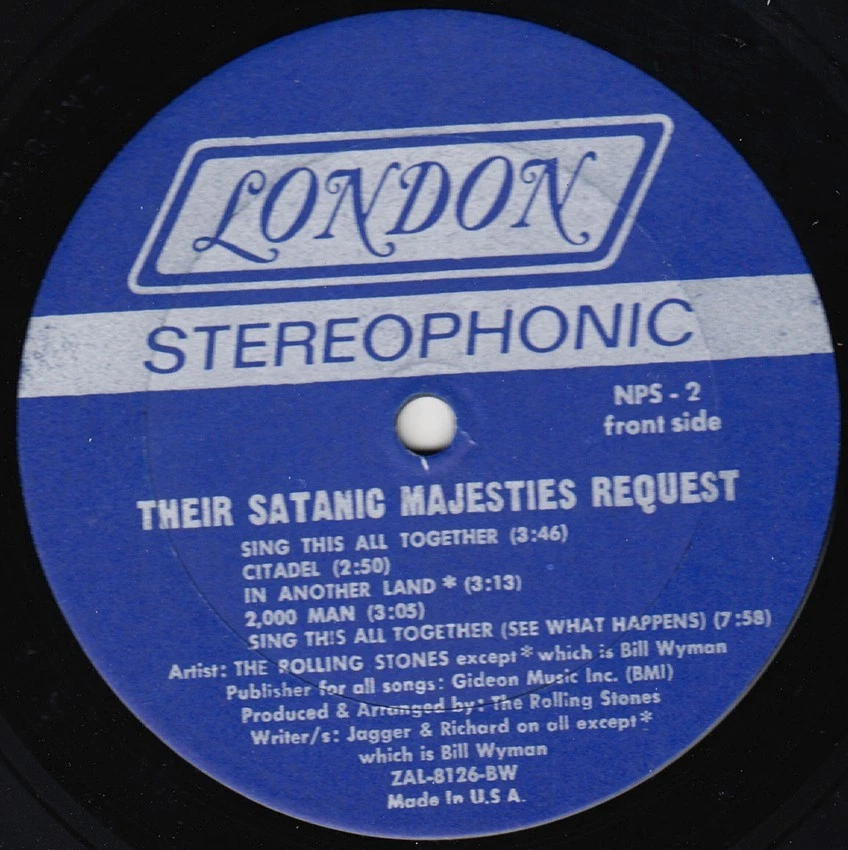 LONDON
STEREOPHONIC
NPS - 2
front side
THEIR SATANIC MAJESTIES REQUEST
SING THIS ALL TOGETHER (3:46)
CITADEL (2:50)
IN ANOTHER LAND * (3:13)
2,000 MAN (3:05)
SING THIS ALL TOGETHER (SEE WHAT HAPPENS) (7:58)
Artist: THE ROLLING STONES except * which is Bill Wyman
Publisher for all songs: Gideon Music Inc. (BMI)
Produced & Arranged by: The Rolling Stones
Writer/s: Jagger & Richard on all except *
which is Bill Wyman
ZAL-8126-BW
Made In U.S.A.